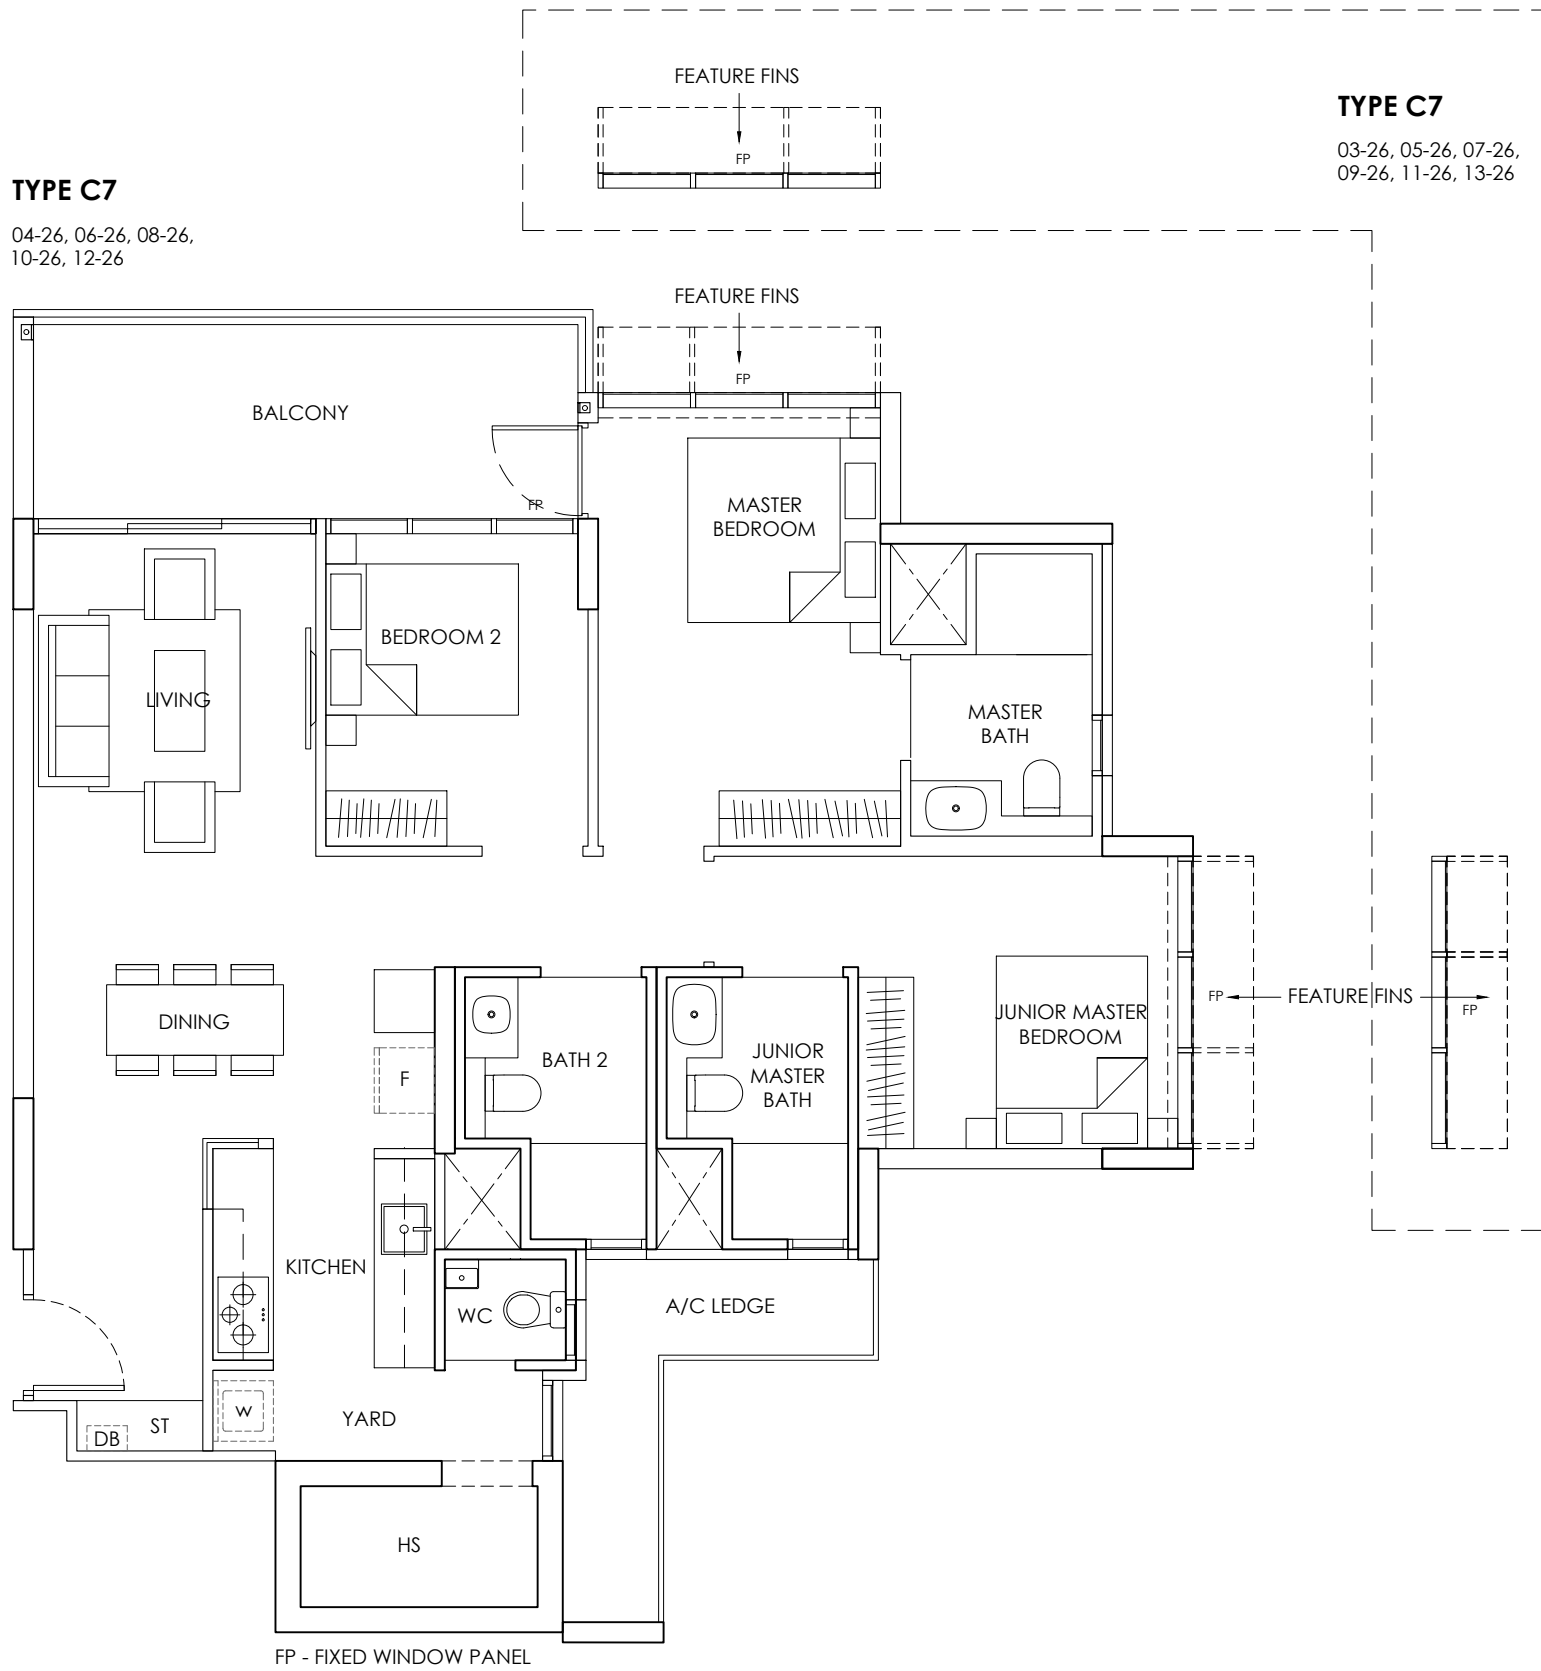 FEATURE FINS
FP
TYPE C7
03-26, 05-26, 07-26,
09-26, 11-26, 13-26
TYPE C7
04-26, 06-26, 08-26,
10-26, 12-26
FEATURE FINS
FP
BALCONY
FP
MASTER
BEDROOM
BEDROOM 2
LIVING
MASTER
BATH
DINING
F
BATH 2
JUNIOR
MASTER
BATH
JUNIOR MASTER
BEDROOM
FP
FEATURE FINS
FP
KITCHEN
WC
A/C LEDGE
W
YARD
ST
DB
HS
FP - FIXED WINDOW PANEL